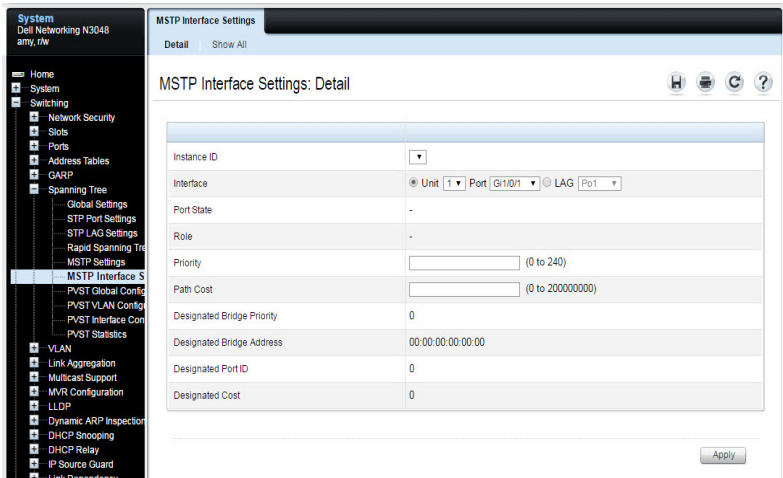 System
Dell Networking N3048
amy, r/w
MSTP Interface Settings
Detail
Show All
Home
System
Switching
Network Security
Slots
Ports
Address Tables
GARP
Spanning Tree
Global Settings
STP Port Settings
STP LAG Settings
Rapid Spanning Tre
MSTP Settings
MSTP Interface S
PVST Global Config
PVST VLAN Configu
PVST Interface Con
PVST Statistics
VLAN
Link Aggregation
Multicast Support
MVR Configuration
LLDP
Dynamic ARP Inspection
DHCP Snooping
DHCP Relay
IP Source Guard
Link Dependency
MSTP Interface Settings: Detail
?
Instance ID
Interface Unit 1 Port Gi1/0/1 LAG Po1
Port State -
Role -
Priority (0 to 240)
Path Cost (0 to 200000000)
Designated Bridge Priority 0
Designated Bridge Address 00:00:00:00:00:00
Designated Port ID 0
Designated Cost 0
Apply